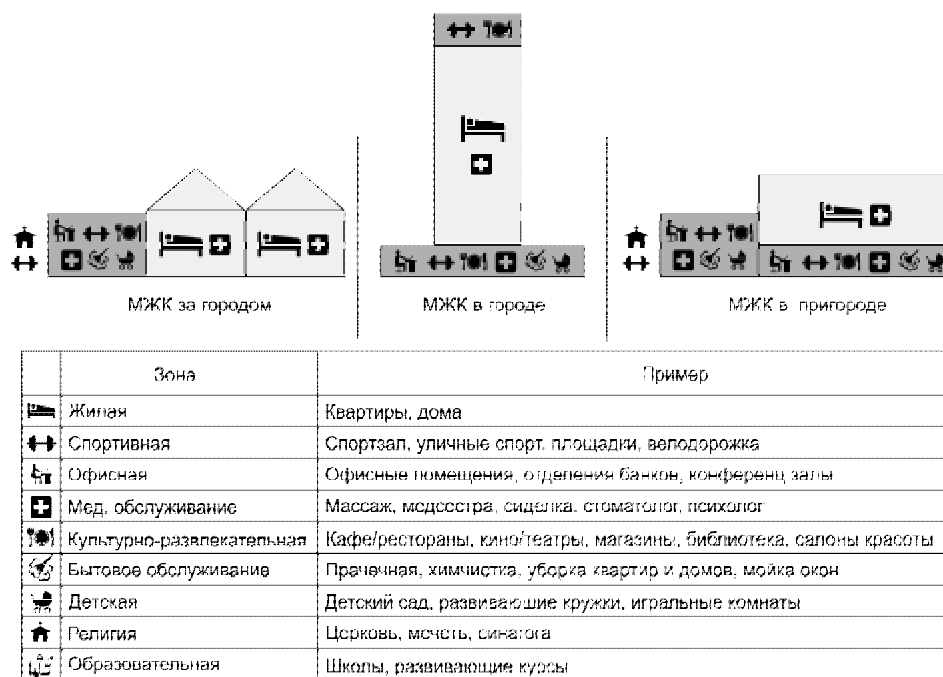 МЖК за городом
МЖК в городе
МЖК в пригороде
Зона Пример
Жилая Квартиры, дома
Спортивная Спортзал, уличные спорт. площадки, велодорожка
Офисная Офисные помещения, отделения банков, конференц залы
Мед. обслуживание Массаж, медсестра, сиделка, стоматолог, психолог
Культурно-развлекательная Кафе/рестораны, кино/театры, магазины, библиотека, салоны красоты
Бытовое обслуживание Прачечная, химчистка, уборка квартир и домов, мойка окон
Детская Детский сад, развивающие кружки, игральные комнаты
Религия Церковь, мечеть, синагога
Образовательная Школы, развивающие курсы